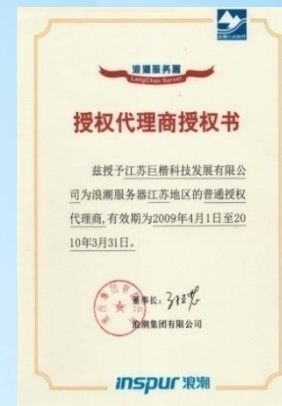 浪潮服务器
LangChao Server
授权代理商授权书
兹授予江苏巨楷科技发展有限公
司为浪潮服务器江苏地区的普通授权
代理商,有效期为2009年4月1日至20
10年3月31日。
董事长:
浪潮集团有限公司
inspur 浪潮